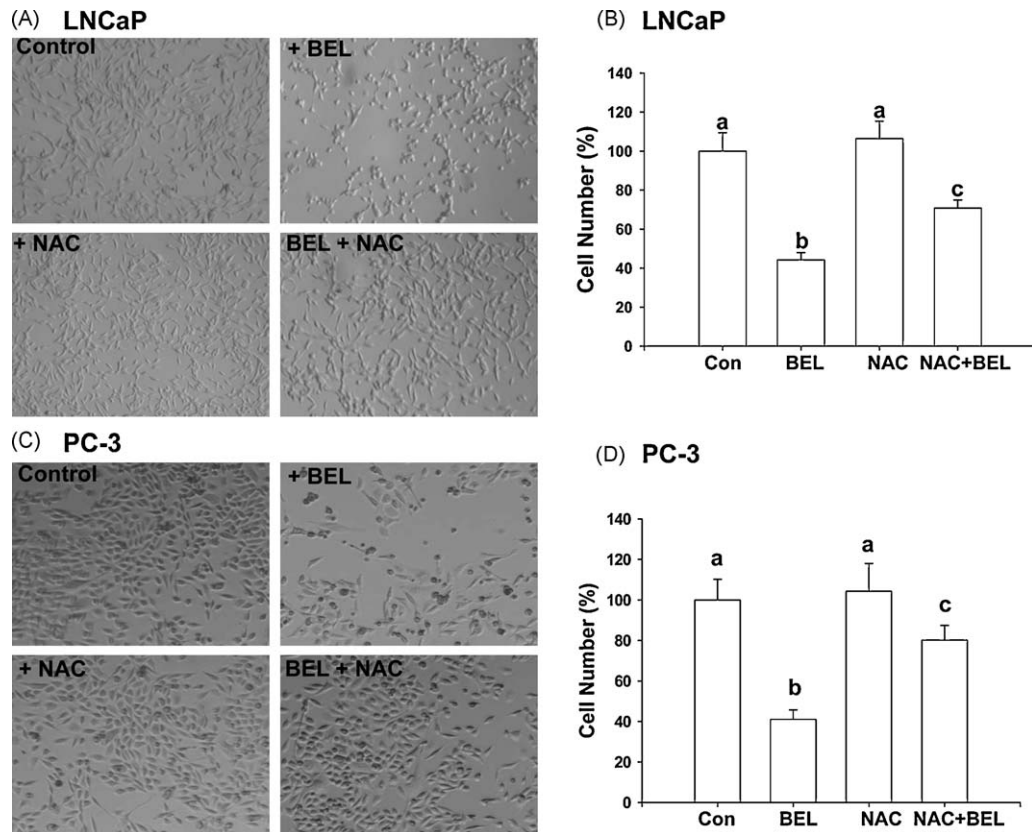 (A) LNCaP
Control
+ BEL
+ NAC
BEL + NAC
(B) LNCaP
Cell Number (%)
140
120
100
80
60
40
20
0
a
b
a
c
Con BEL NAC NAC+BEL
(C) PC-3
Control
+ BEL
+ NAC
BEL + NAC
(D) PC-3
Cell Number (%)
140
120
100
80
60
40
20
0
a
b
a
c
Con BEL NAC NAC+BEL